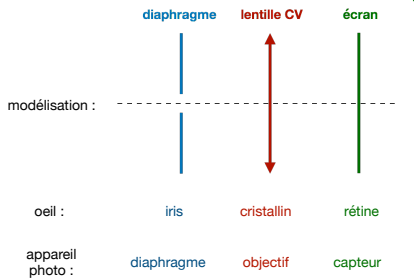 diaphragme lentille CV écran
modélisation :
oeil : iris cristallin rétine
appareil
photo : diaphragme objectif capteur